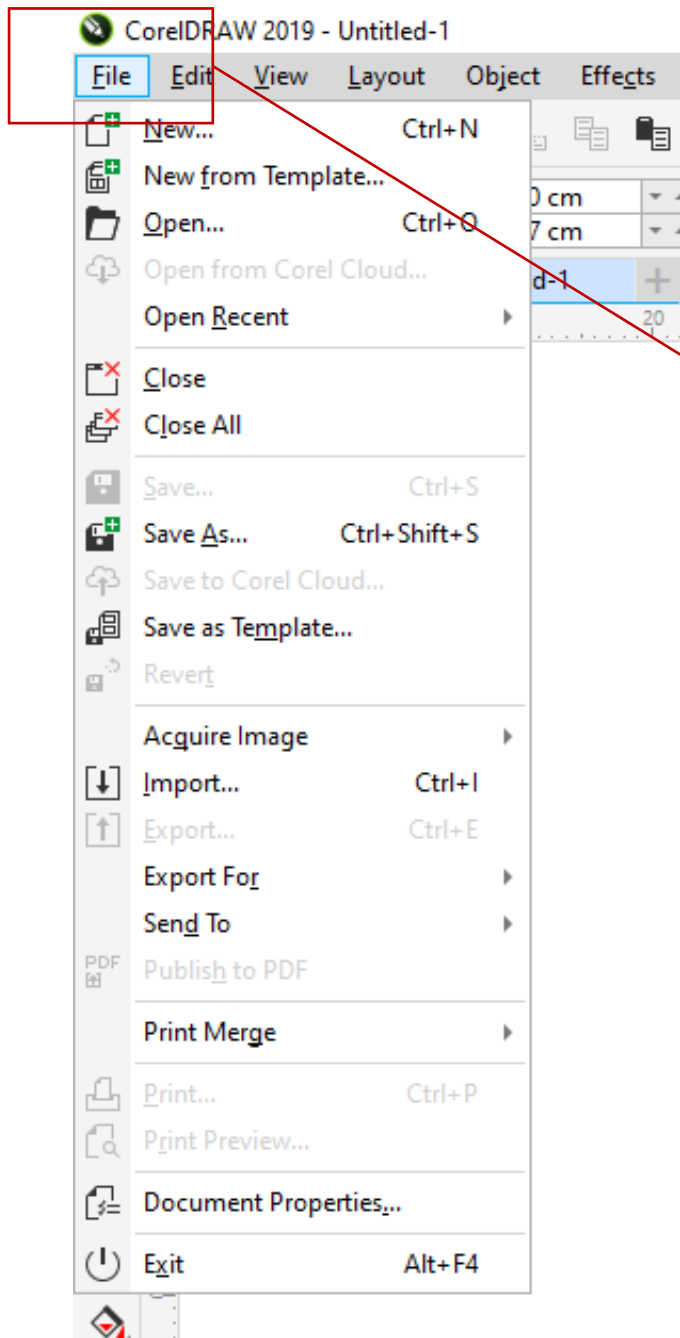 CorelDRAW 2019 - Untitled-1
File Edit View Layout Object Effects
New... Ctrl+N
New from Template...
0 cm
Open... Ctrl+O
7 cm
Open from Corel Cloud...
d-1
Open Recent
20
Close
Close All
Save... Ctrl+S
Save As... Ctrl+Shift+S
Save to Corel Cloud...
Save as Template...
Revert
Acquire Image
Import... Ctrl+I
Export... Ctrl+E
Export For
Send To
PDF
Publish to PDF
Print Merge
Print... Ctrl+P
Print Preview...
Document Properties...
Exit Alt+F4